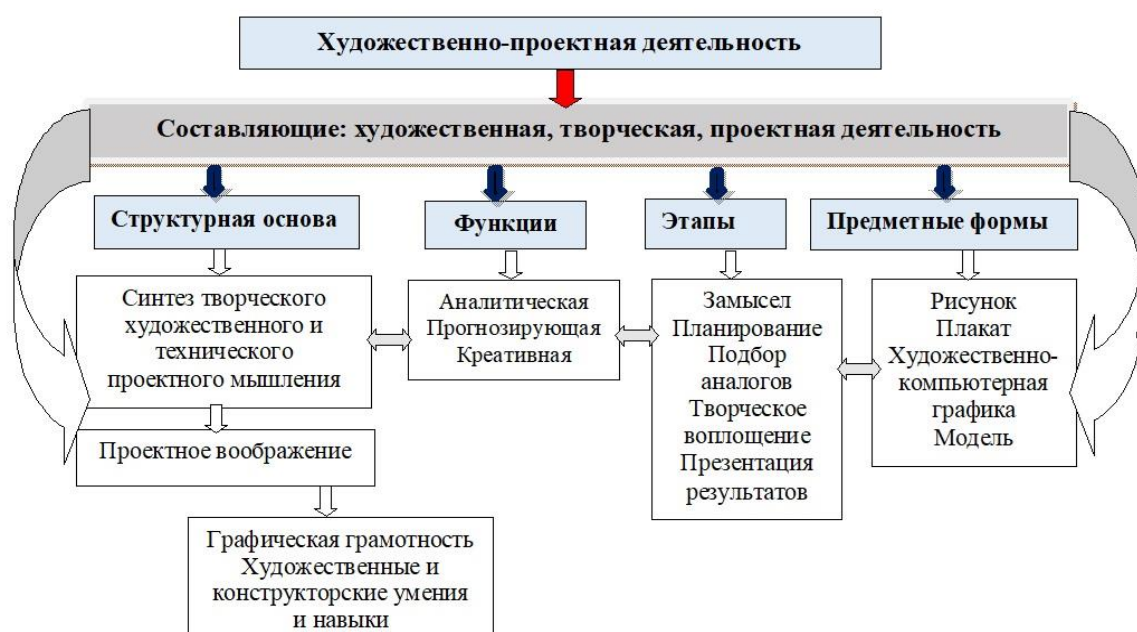 Художественно-проектная деятельность
Составляющие: художественная, творческая, проектная деятельность
Структурная основа
Функции
Этапы
Предметные формы
Синтез творческого
художественного и
технического
проектного мышления
Аналитическая
Прогнозирующая
Креативная
Замысел
Планирование
Подбор
аналогов
Творческое
воплощение
Презентация
результатов
Рисунок
Плакат
Художественно-
компьютерная
графика
Модель
Проектное воображение
Графическая грамотность
Художественные и
конструкторские умения
и навыки